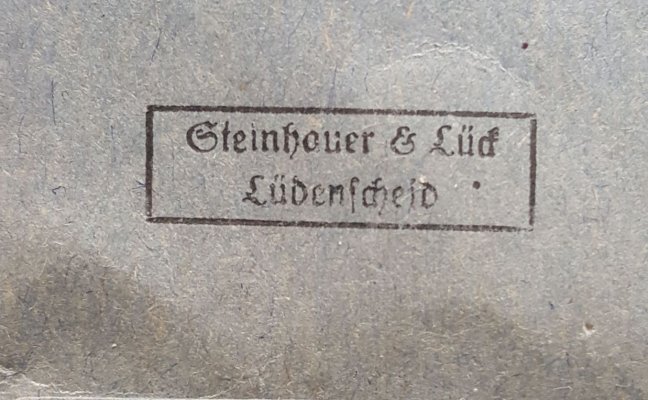 Steinhauer & Lück
Lüdenscheid